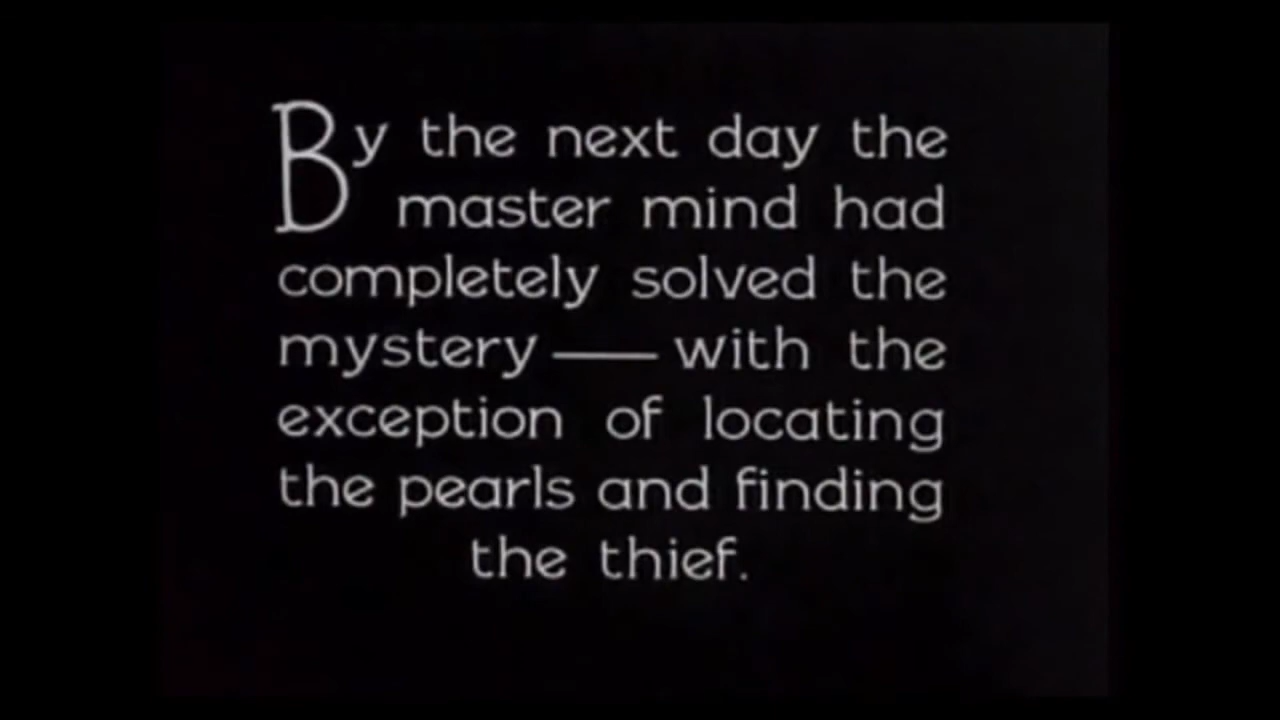 By the next day the
master mind had
completely solved the
mystery — with the
exception of locating
the pearls and finding
the thief.